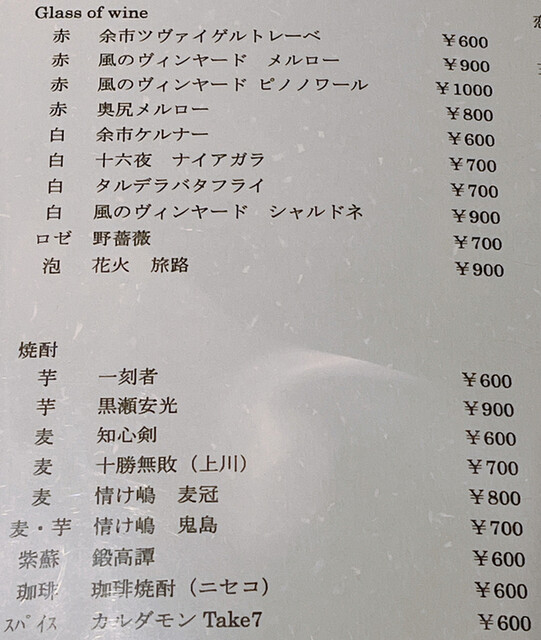 Glass of wine
赤 余市ツヴァイゲルトレーベ ￥600
赤 風のヴィンヤード メルロー ￥900
赤 風のヴィンヤード ピノノワール ￥1000
赤 奥尻メルロー ￥800
白 余市ケルナー ￥600
白 十六夜 ナイアガラ ￥700
白 タルデラバタフライ ￥700
白 風のヴィンヤード シャルドネ ￥900
ロゼ 野薔薇 ￥700
泡 花火 旅路 ￥900
焼酎
芋 一刻者 ￥600
芋 黒瀬安光 ￥900
麦 知心剣 ￥600
麦 十勝無敗（上川） ￥700
麦 情け嶋 麦冠 ￥800
麦・芋 情け嶋 鬼島 ￥700
紫蘇 鍛高譚 ￥600
珈琲 珈琲焼酎（ニセコ） ￥600
スパイス カルダモン Take7 ￥600